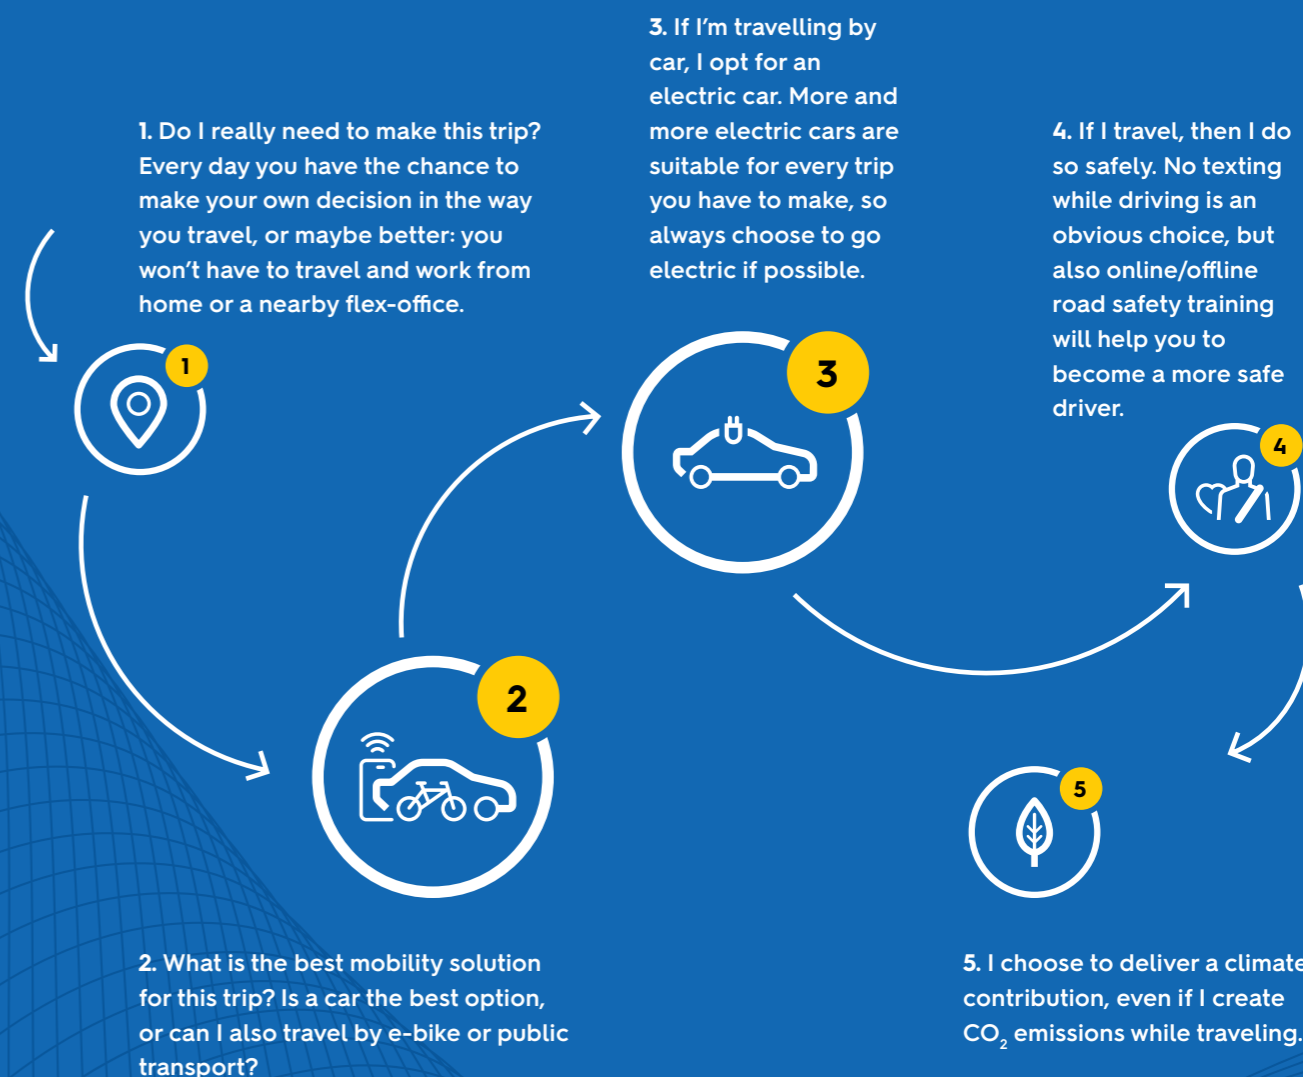 1. Do I really need to make this trip?
Every day you have the chance to
make your own decision in the way
you travel, or maybe better: you
won't have to travel and work from
home or a nearby flex-office.
1
2
2. What is the best mobility solution
for this trip? Is a car the best option,
or can I also travel by e-bike or public
transport?
3. If I'm travelling by
car, I opt for an
electric car. More and
more electric cars are
suitable for every trip
you have to make, so
always choose to go
electric if possible.
3
4. If I travel, then I do
so safely. No texting
while driving is an
obvious choice, but
also online/offline
road safety training
will help you to
become a more safe
driver.
4
5
5. I choose to deliver a climate
contribution, even if I create
CO₂ emissions while traveling.